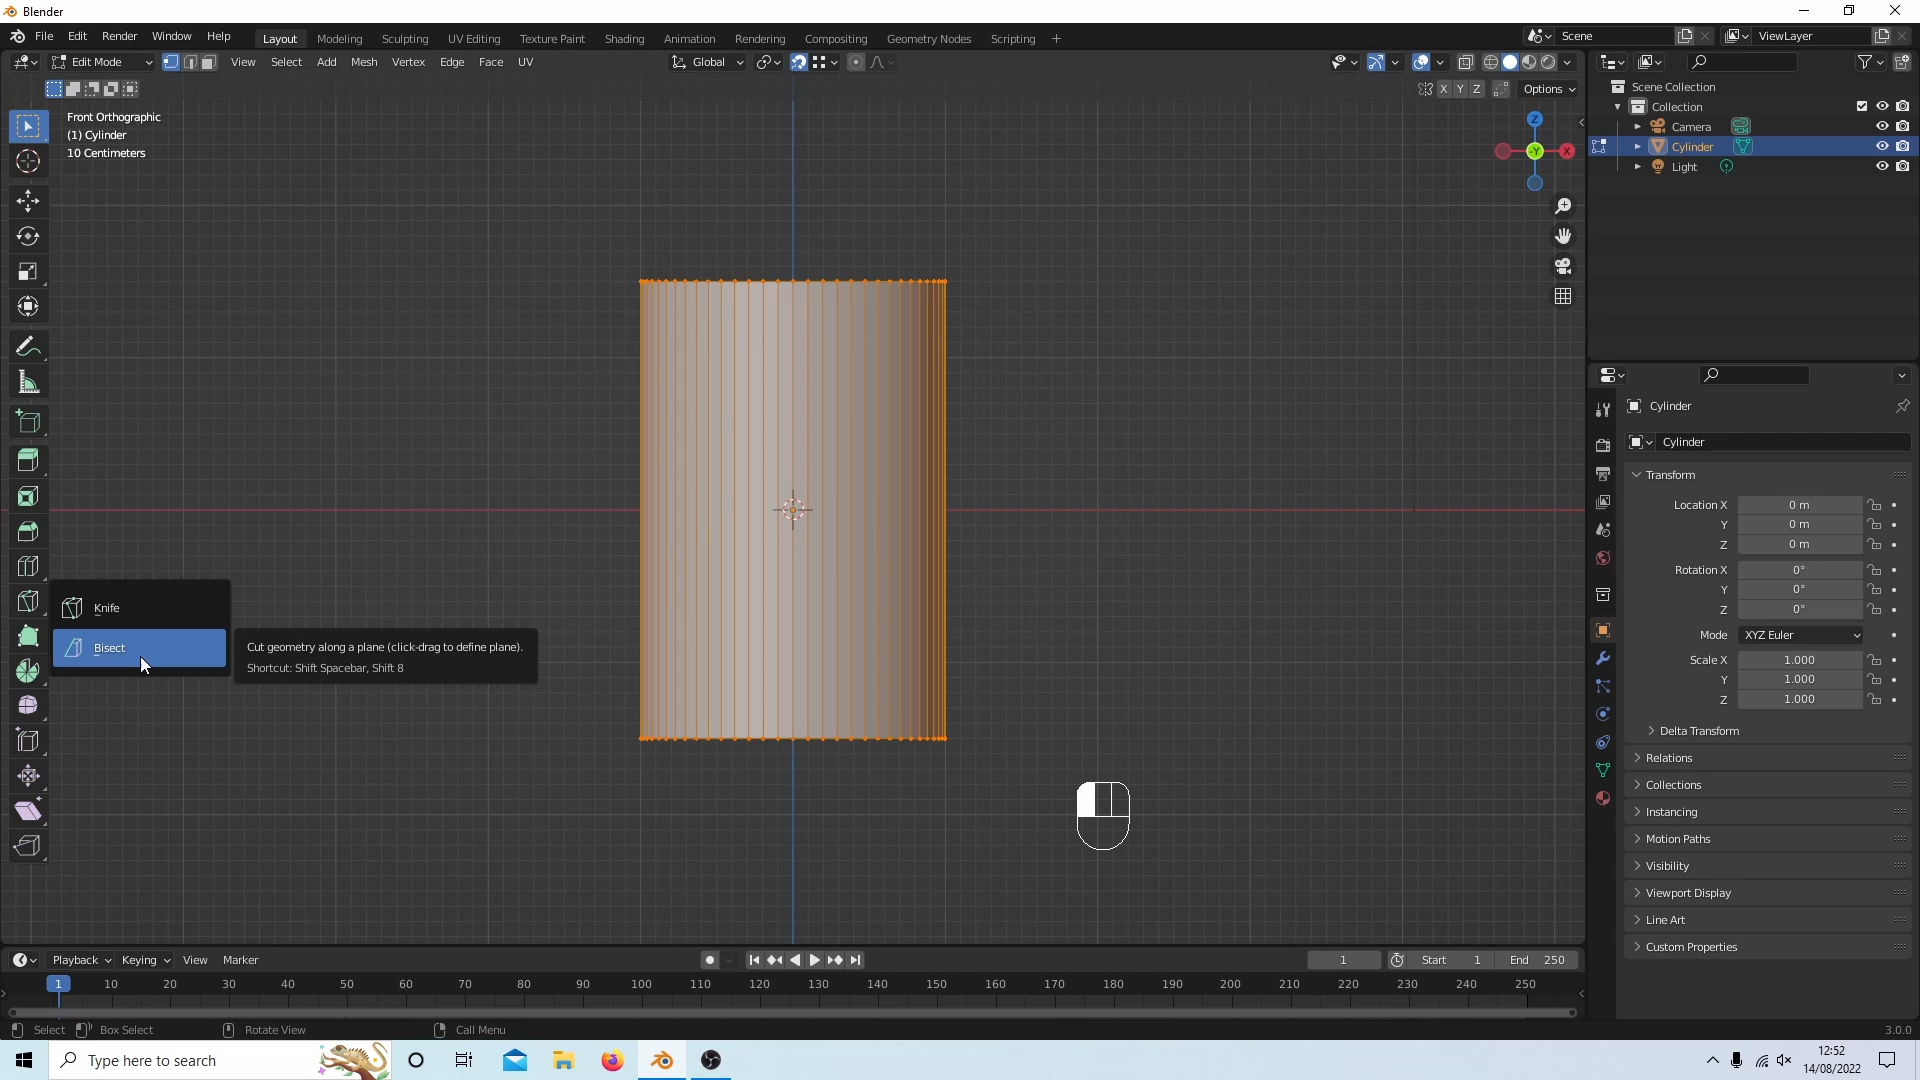 Blender
File Edit Render Window Help
Layout Modeling Sculpting UV Editing Texture Paint Shading Animation Rendering Compositing Geometry Nodes Scripting +
Scene
ViewLayer
Edit Mode View Select Add Mesh Vertex Edge Face UV
Global
X Y Z Options
Front Orthographic
(1) Cylinder
10 Centimeters
Z
-Y
X
Knife
Bisect
Cut geometry along a plane (click-drag to define plane).
Shortcut: Shift Spacebar, Shift 8
Scene Collection
Collection
Camera
Cylinder
Light
Cylinder
Cylinder
Transform
Location X 0 m
Y 0 m
Z 0 m
Rotation X 0°
Y 0°
Z 0°
Mode XYZ Euler
Scale X 1.000
Y 1.000
Z 1.000
Delta Transform
Relations
Collections
Instancing
Motion Paths
Visibility
Viewport Display
Line Art
Custom Properties
Playback Keying View Marker
1 Start 1 End 250
1 10 20 30 40 50 60 70 80 90 100 110 120 130 140 150 160 170 180 190 200 210 220 230 240 250
Select Box Select Rotate View Call Menu
3.0.0
Type here to search
12:52
14/08/2022